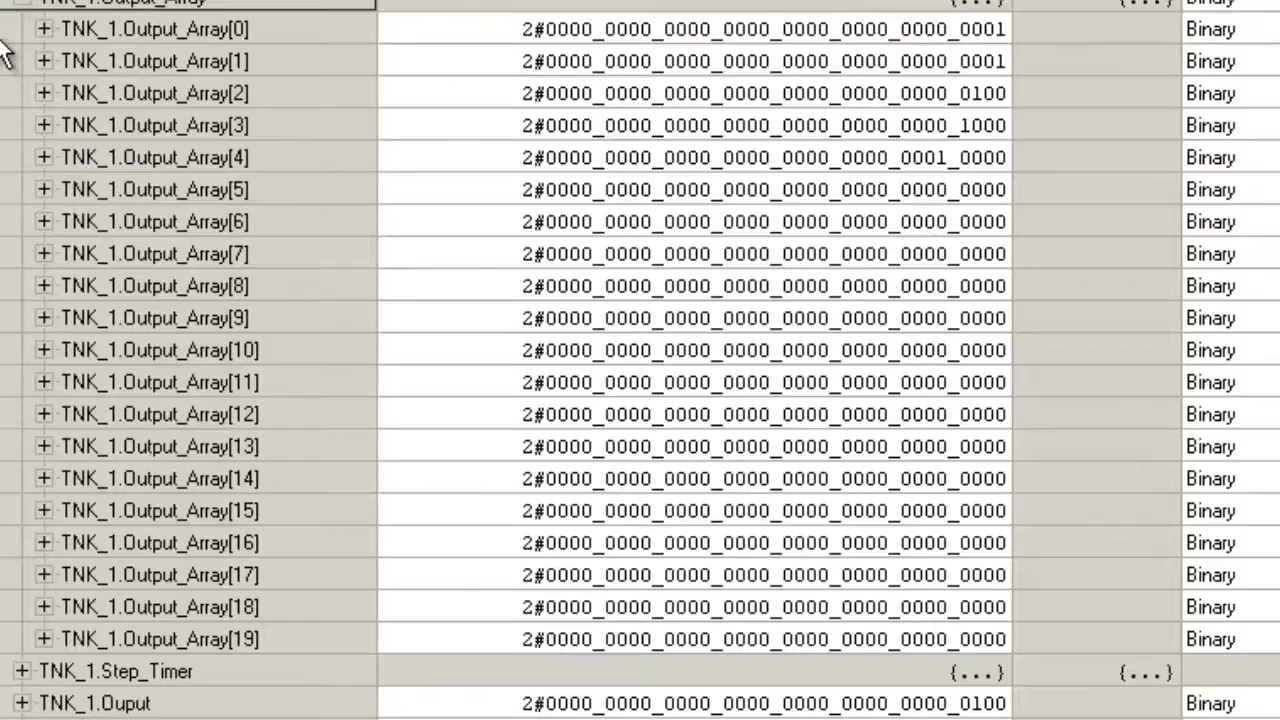 TNK_1.Output_Array {...} {...}
TNK_1.Output_Array[0] 2#0000_0000_0000_0000_0000_0000_0000_0001 Binary
TNK_1.Output_Array[1] 2#0000_0000_0000_0000_0000_0000_0000_0001 Binary
TNK_1.Output_Array[2] 2#0000_0000_0000_0000_0000_0000_0000_0100 Binary
TNK_1.Output_Array[3] 2#0000_0000_0000_0000_0000_0000_0000_1000 Binary
TNK_1.Output_Array[4] 2#0000_0000_0000_0000_0000_0000_0001_0000 Binary
TNK_1.Output_Array[5] 2#0000_0000_0000_0000_0000_0000_0000_0000 Binary
TNK_1.Output_Array[6] 2#0000_0000_0000_0000_0000_0000_0000_0000 Binary
TNK_1.Output_Array[7] 2#0000_0000_0000_0000_0000_0000_0000_0000 Binary
TNK_1.Output_Array[8] 2#0000_0000_0000_0000_0000_0000_0000_0000 Binary
TNK_1.Output_Array[9] 2#0000_0000_0000_0000_0000_0000_0000_0000 Binary
TNK_1.Output_Array[10] 2#0000_0000_0000_0000_0000_0000_0000_0000 Binary
TNK_1.Output_Array[11] 2#0000_0000_0000_0000_0000_0000_0000_0000 Binary
TNK_1.Output_Array[12] 2#0000_0000_0000_0000_0000_0000_0000_0000 Binary
TNK_1.Output_Array[13] 2#0000_0000_0000_0000_0000_0000_0000_0000 Binary
TNK_1.Output_Array[14] 2#0000_0000_0000_0000_0000_0000_0000_0000 Binary
TNK_1.Output_Array[15] 2#0000_0000_0000_0000_0000_0000_0000_0000 Binary
TNK_1.Output_Array[16] 2#0000_0000_0000_0000_0000_0000_0000_0000 Binary
TNK_1.Output_Array[17] 2#0000_0000_0000_0000_0000_0000_0000_0000 Binary
TNK_1.Output_Array[18] 2#0000_0000_0000_0000_0000_0000_0000_0000 Binary
TNK_1.Output_Array[19] 2#0000_0000_0000_0000_0000_0000_0000_0000 Binary
TNK_1.Step_Timer {...} {...}
TNK_1.Ouput 2#0000_0000_0000_0000_0000_0000_0000_0100 Binary